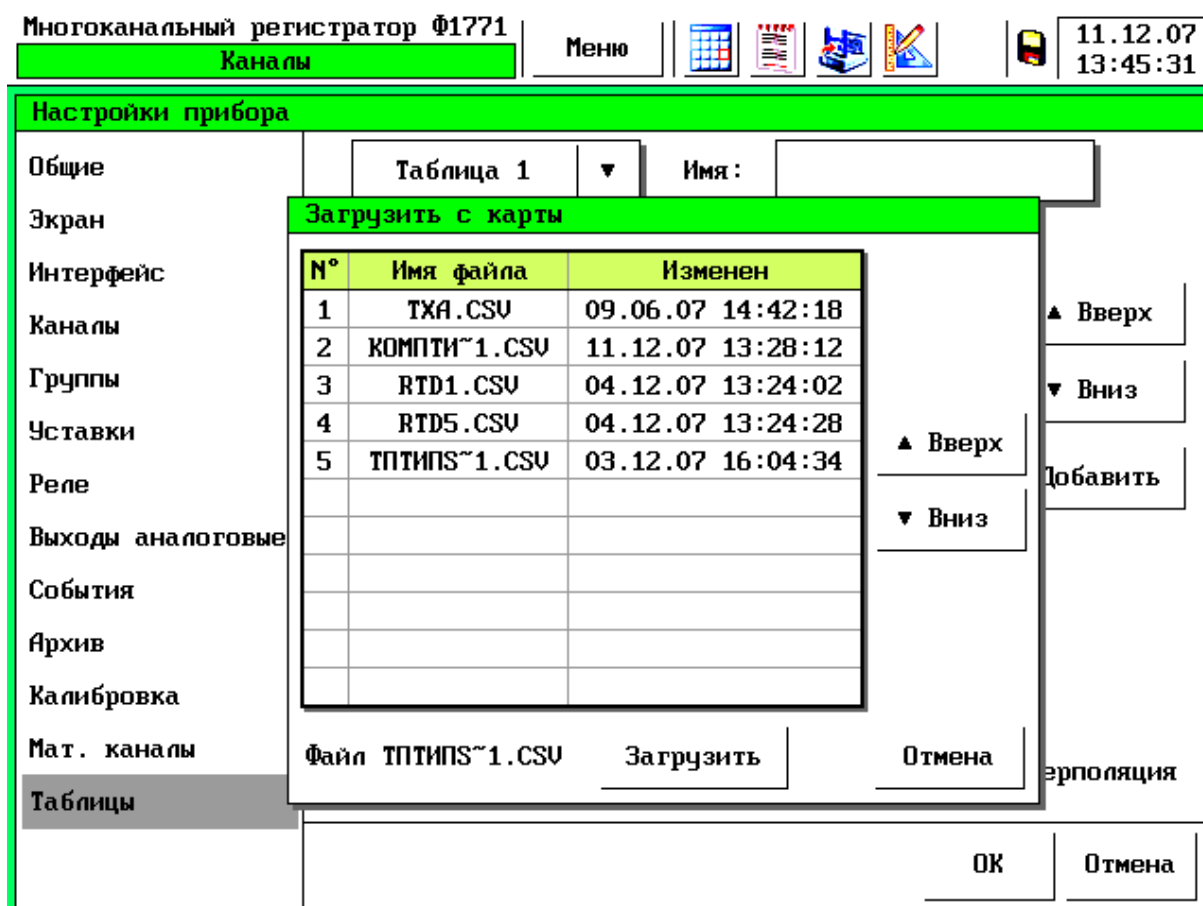 Многоканальный регистратор Ф1771
Каналы
Меню
11.12.07
13:45:31
Настройки прибора
Общие
Экран
Интерфейс
Каналы
Группы
Уставки
Реле
Выходы аналоговые
События
Архив
Калибровка
Мат. каналы
Таблицы
Таблица 1 ▼ Имя:
Загрузить с карты
N° Имя файла Изменен
1 ТХА.CSV 09.06.07 14:42:18
2 КОМПТИ~1.CSV 11.12.07 13:28:12
3 RTD1.CSV 04.12.07 13:24:02
4 RTD5.CSV 04.12.07 13:24:28
5 ТПТИПS~1.CSV 03.12.07 16:04:34
▲ Вверх
▼ Вниз
Файл ТПТИПS~1.CSV Загрузить Отмена
▲ Вверх
▼ Вниз
Добавить
ерполяция
ОК Отмена